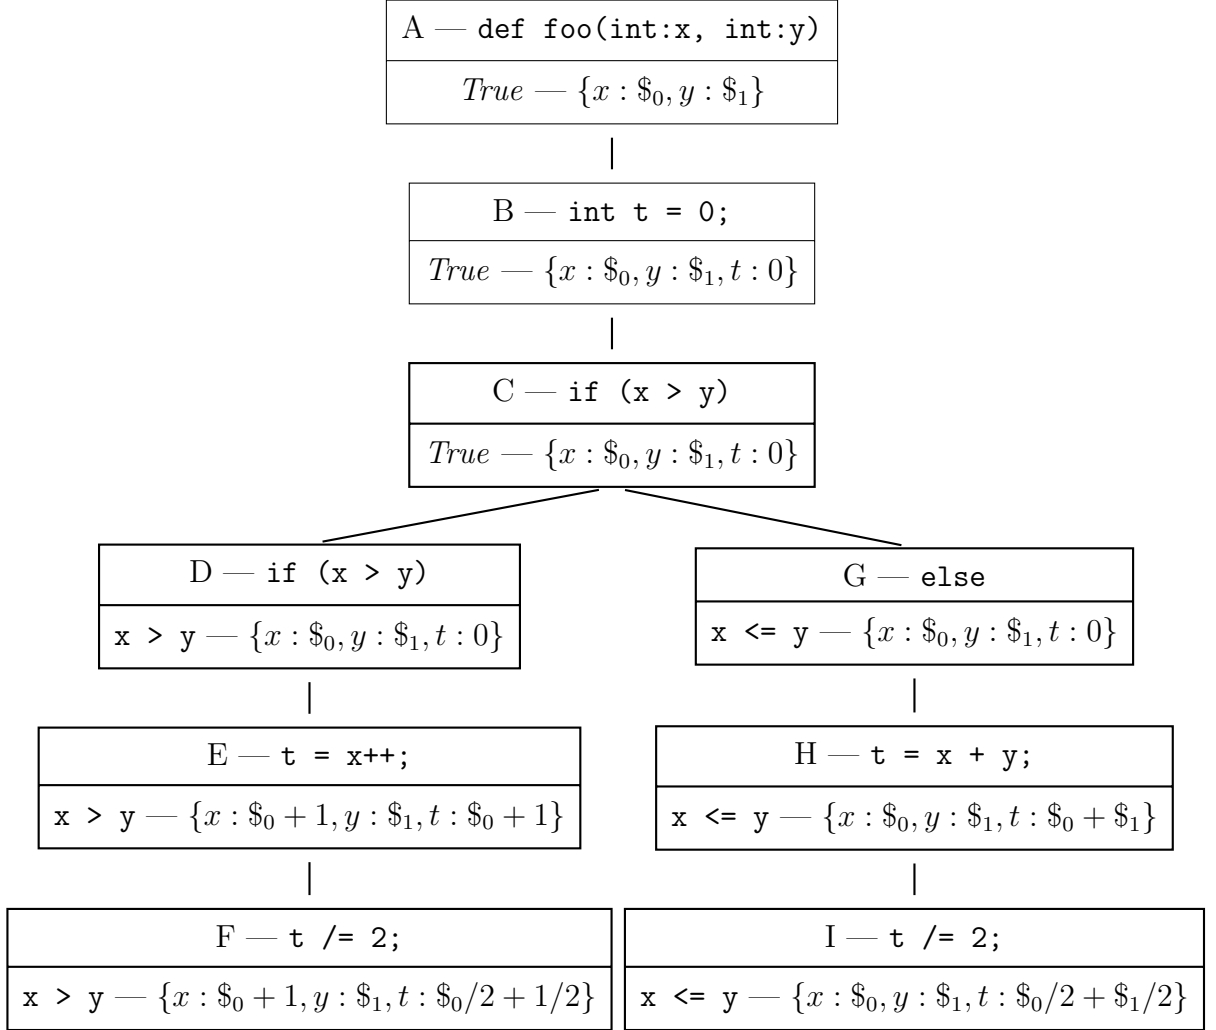 A — def foo(int:x, int:y)
True — {x : $₀, y : $₁}
B — int t = 0;
True — {x : $₀, y : $₁, t : 0}
C — if (x > y)
True — {x : $₀, y : $₁, t : 0}
D — if (x > y)
x > y — {x : $₀, y : $₁, t : 0}
G — else
x <= y — {x : $₀, y : $₁, t : 0}
E — t = x++;
x > y — {x : $₀ + 1, y : $₁, t : $₀ + 1}
H — t = x + y;
x <= y — {x : $₀, y : $₁, t : $₀ + $₁}
F — t /= 2;
x > y — {x : $₀ + 1, y : $₁, t : $₀/2 + 1/2}
I — t /= 2;
x <= y — {x : $₀, y : $₁, t : $₀/2 + $₁/2}